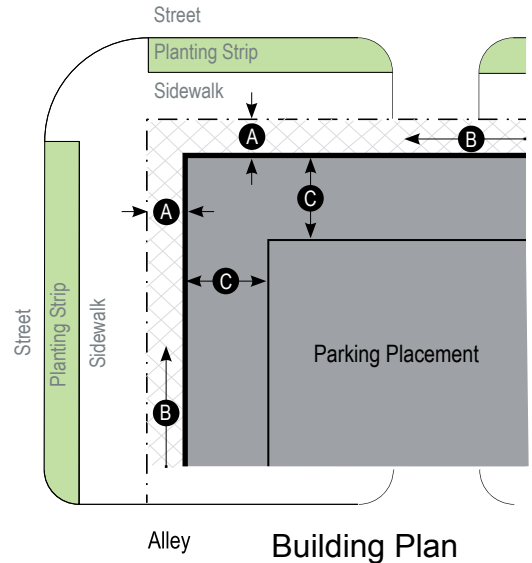 Street
Planting Strip
Sidewalk
A
B
A
C
C
Street
Planting Strip
Sidewalk
Parking Placement
B
Alley
Building Plan